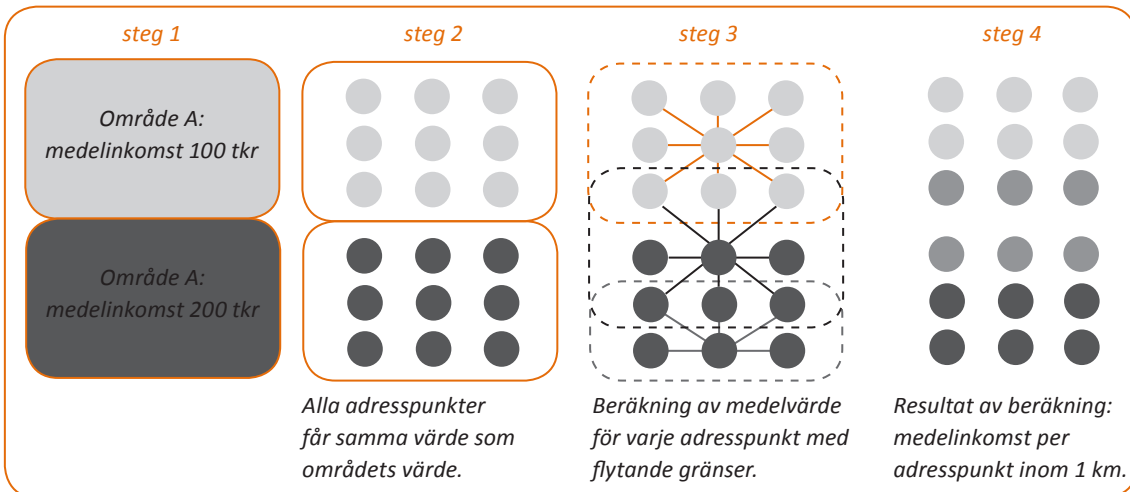 steg 1
steg 2
steg 3
steg 4
Område A:
medelinkomst 100 tkr
Område A:
medelinkomst 200 tkr
Alla adresspunkter
får samma värde som
områdets värde.
Beräkning av medelvärde
för varje adresspunkt med
flytande gränser.
Resultat av beräkning:
medelinkomst per
adresspunkt inom 1 km.